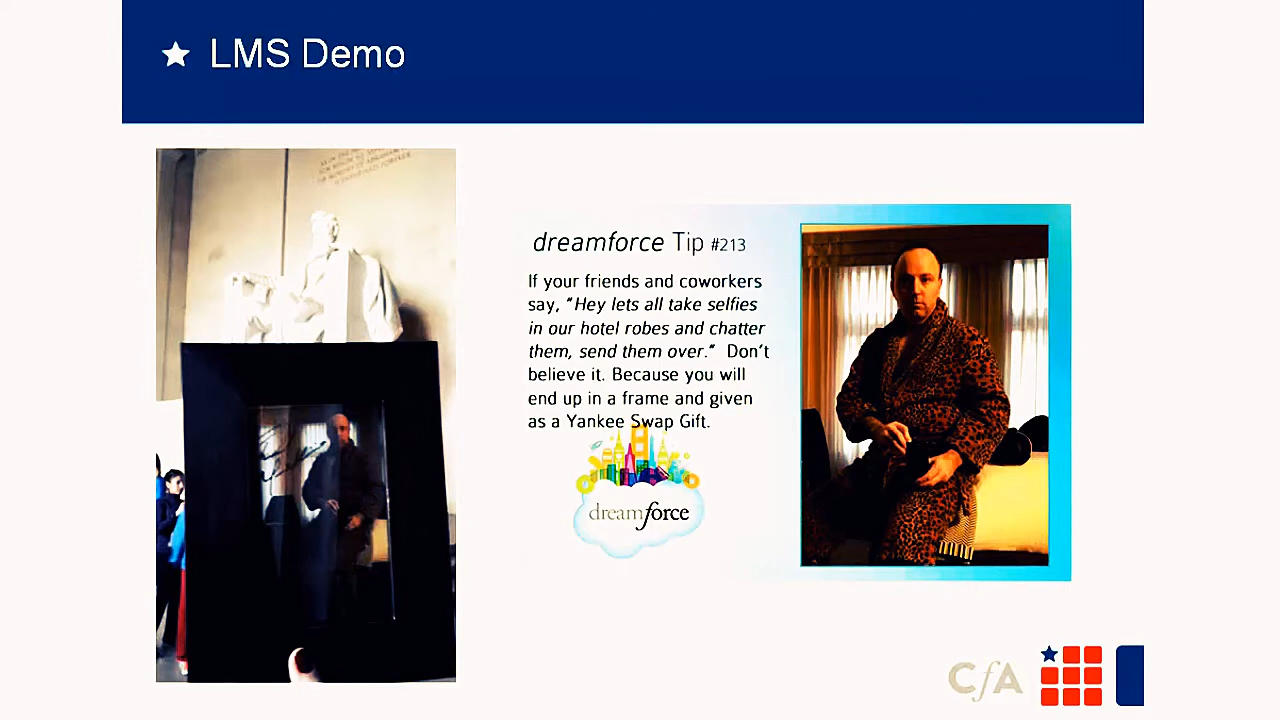 LMS Demo
dreamforce Tip #213
If your friends and coworkers
say, "Hey lets all take selfies
in our hotel robes and chatter
them, send them over." Don't
believe it. Because you will
end up in a frame and given
as a Yankee Swap Gift.
dreamforce
CfA